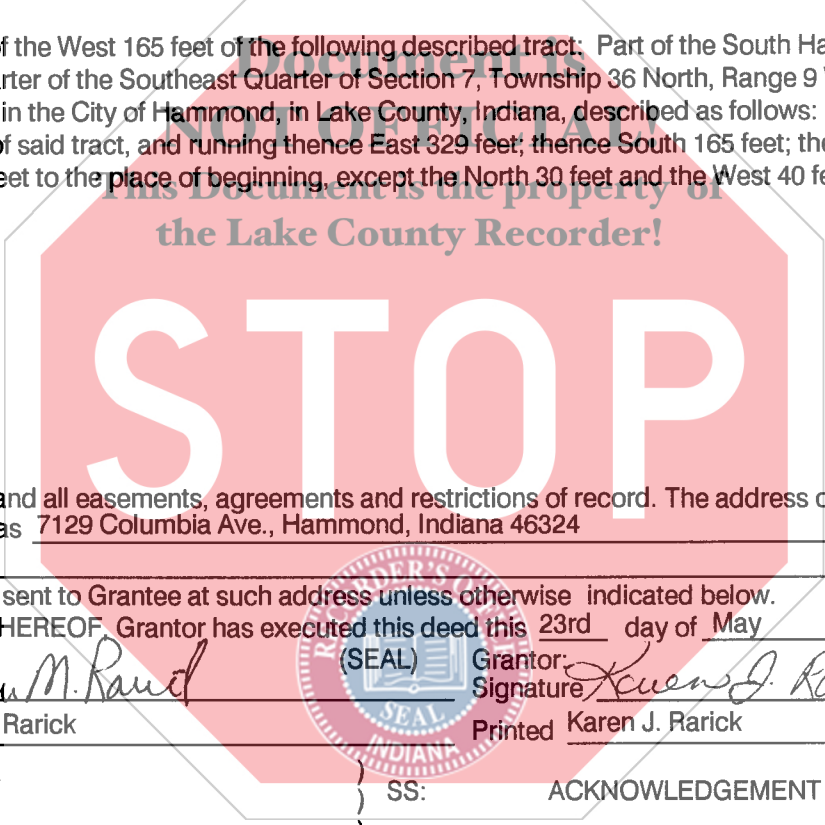 Document is
of the West 165 feet of the following described tract: Part of the South Ha
rter of the Southeast Quarter of Section 7, Township 36 North, Range 9
in the City of Hammond, in Lake County, Indiana, described as follows:
NOT OFFICIAL!
of said tract, and running thence East 329 feet; thence South 165 feet; the
eet to the place of beginning, except the North 30 feet and the West 40 fe
This Document is the property of
the Lake County Recorder!
STOP
and all easements, agreements and restrictions of record. The address o
as 7129 Columbia Ave., Hammond, Indiana 46324
sent to Grantee at such address unless otherwise indicated below.
HEREOF, Grantor has executed this deed this 23rd day of May
RECORDER'S OFFICE
SEAL
INDIANA
(SEAL) Grantor:
M. Rarick Signature Karen J. Ra
Rarick Printed Karen J. Rarick
) SS: ACKNOWLEDGEMENT
)